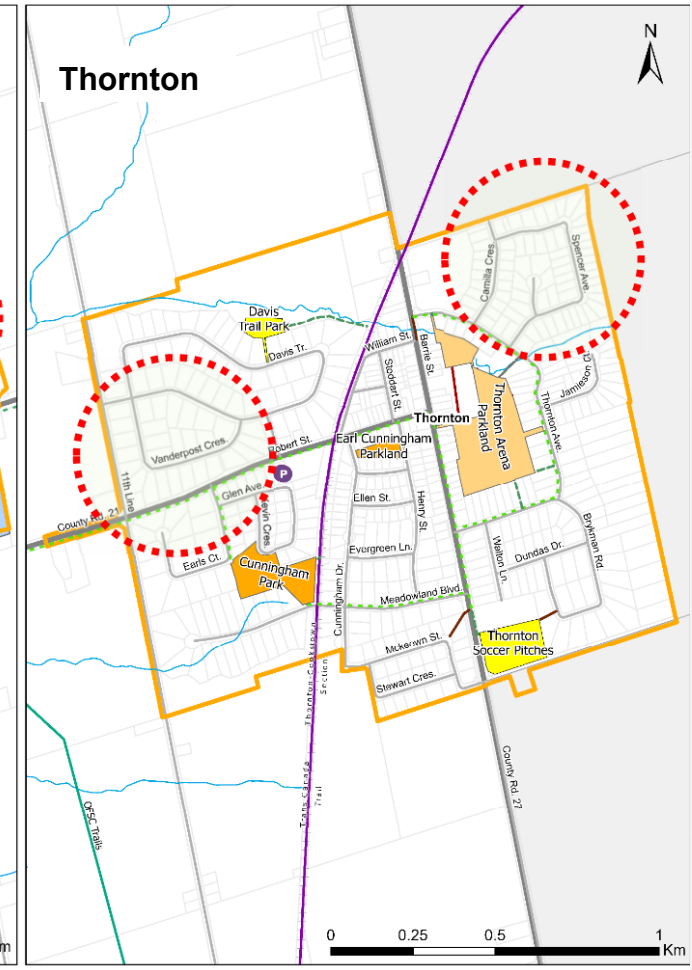 Thornton
N
Camilla Cres.
Spencer Ave.
Davis
Trail Park
Davis Tr.
William St.
Barrie St.
Stoddart St.
Thornton
Thornton Arena
Parkland
Thornton Ave.
Jamieson Cr.
Earl Cunningham
Parkland
Robert St.
Vanderpost Cres.
11th Line
P
County Rd. 21
Glen Ave.
Kevin Cres.
Ellen St.
Henry St.
Evergreen Ln.
Earls Ct.
Cunningham
Park
Cunningham Dr.
Meadowland Blvd.
Walton Ln.
Dundas Dr.
Brykman Rd.
Mckeown St.
Thornton
Soccer Pitches
Stewart Cres.
Trans Canada
Trail
Thornton-Cookstown
Section
County Rd. 27
OFSC Trails
0 0.25 0.5 1
Km
m